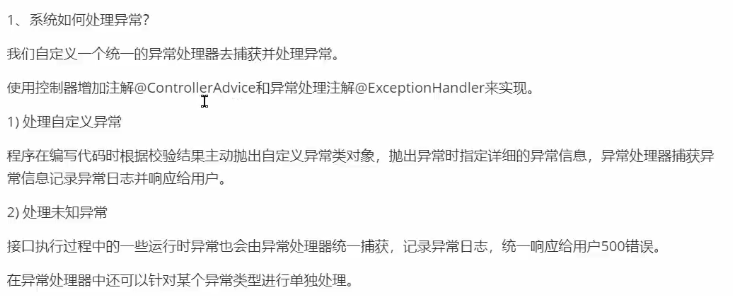 1、系统如何处理异常？
我们自定义一个统一的异常处理器去捕获并处理异常。
使用控制器增加注解@ControllerAdvice和异常处理注解@ExceptionHandler来实现。
1) 处理自定义异常
程序在编写代码时根据校验结果主动抛出自定义异常类对象，抛出异常时指定详细的异常信息，异常处理器捕获异
常信息记录异常日志并响应给用户。
2) 处理未知异常
接口执行过程中的一些运行时异常也会由异常处理器统一捕获，记录异常日志，统一响应给用户500错误。
在异常处理器中还可以针对某个异常类型进行单独处理。